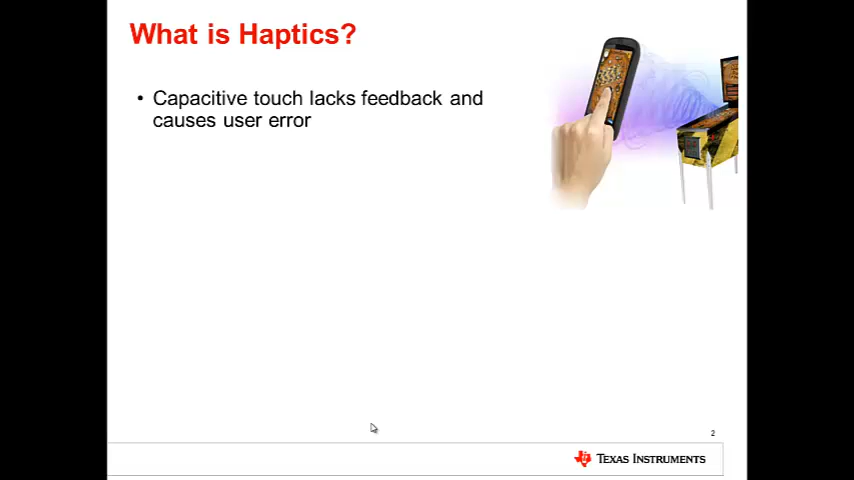 What is Haptics?
• Capacitive touch lacks feedback and
causes user error
2
TEXAS INSTRUMENTS